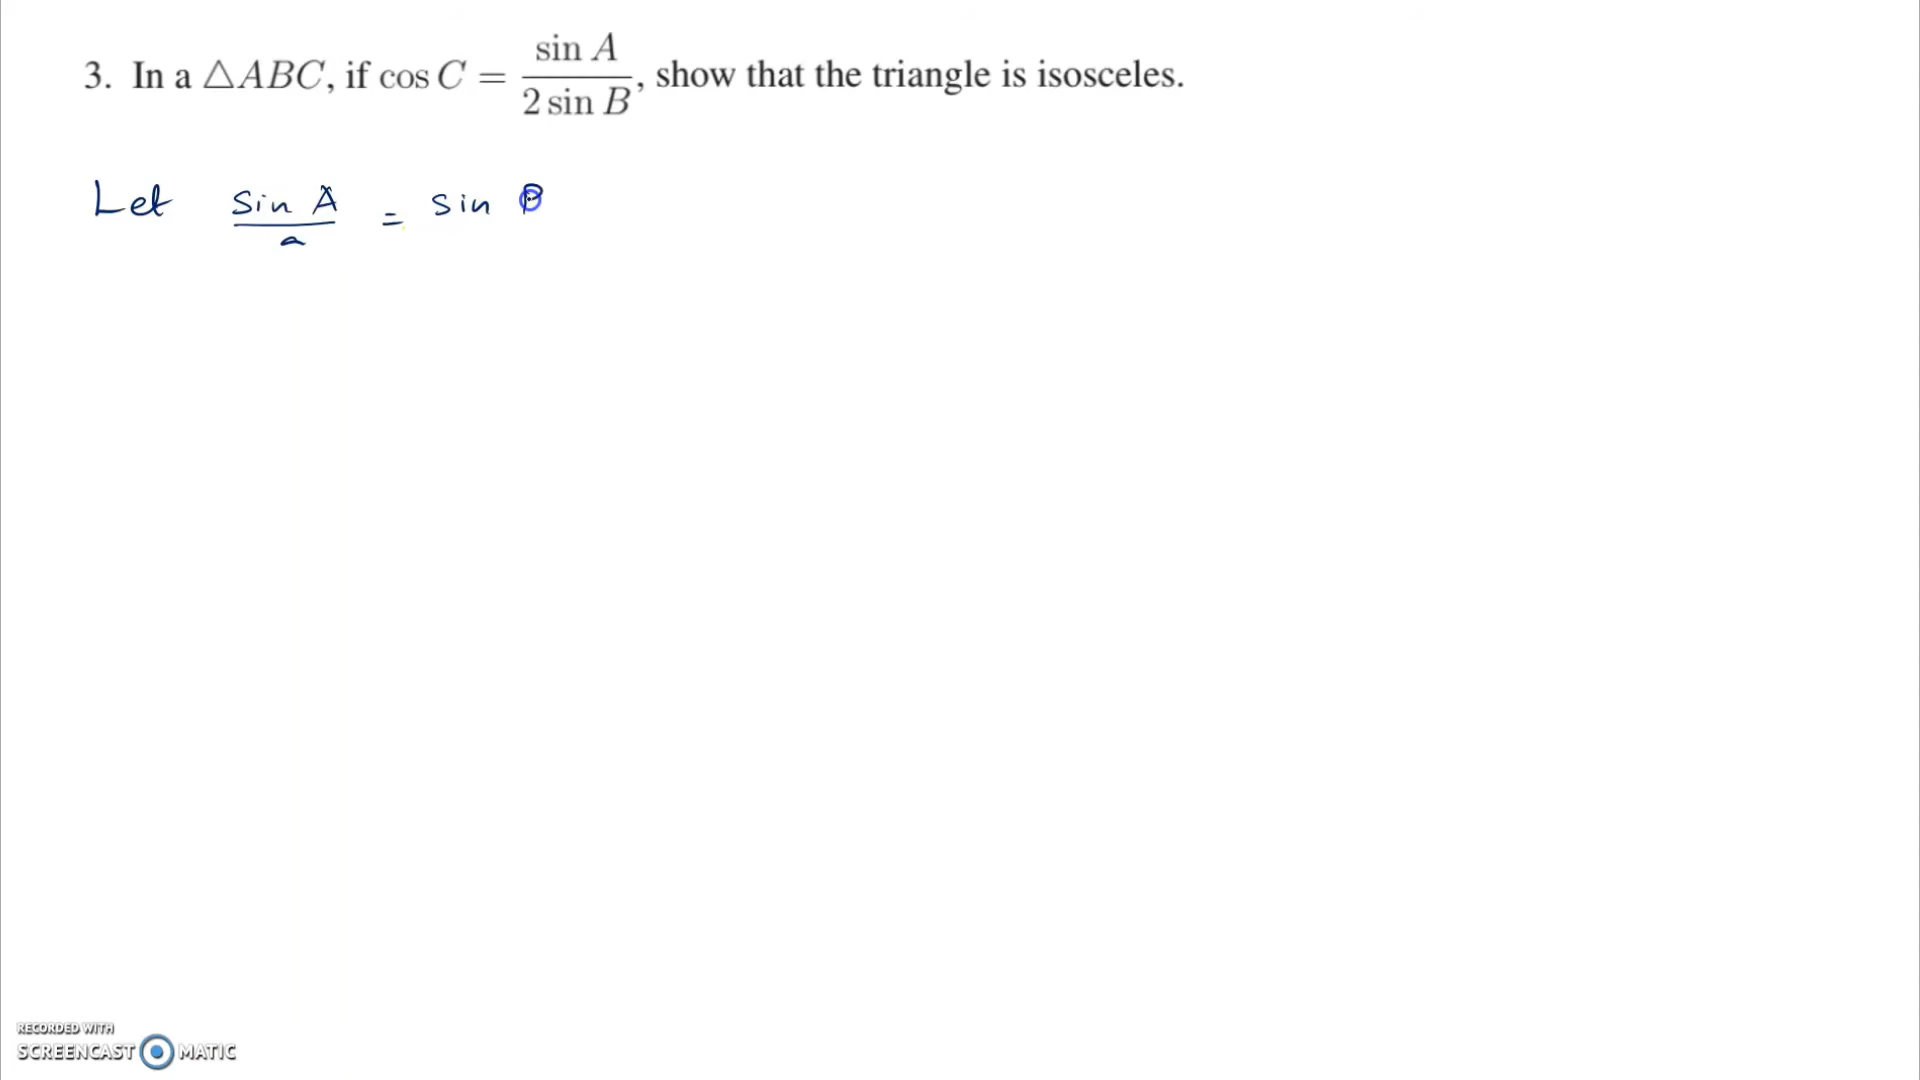 3. In a △ABC, if cos C = sin A / 2 sin B, show that the triangle is isosceles.
Let sin A / a = sin B
RECORDED WITH
SCREENCAST MATIC